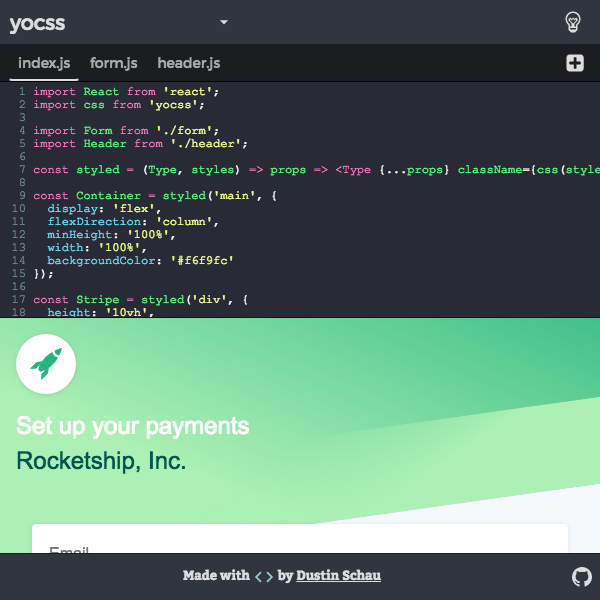 yocss
index.js form.js header.js
1 import React from 'react';
2 import css from 'yocss';
3
4 import Form from './form';
5 import Header from './header';
6
7 const styled = (Type, styles) => props => <Type {...props} className={css(style
8
9 const Container = styled('main', {
10 display: 'flex',
11 flexDirection: 'column',
12 minHeight: '100%',
13 width: '100%',
14 backgroundColor: '#f6f9fc'
15 });
16
17 const Stripe = styled('div', {
18 height: '10vh',
Set up your payments
Rocketship, Inc.
Email
Made with <> by Dustin Schau